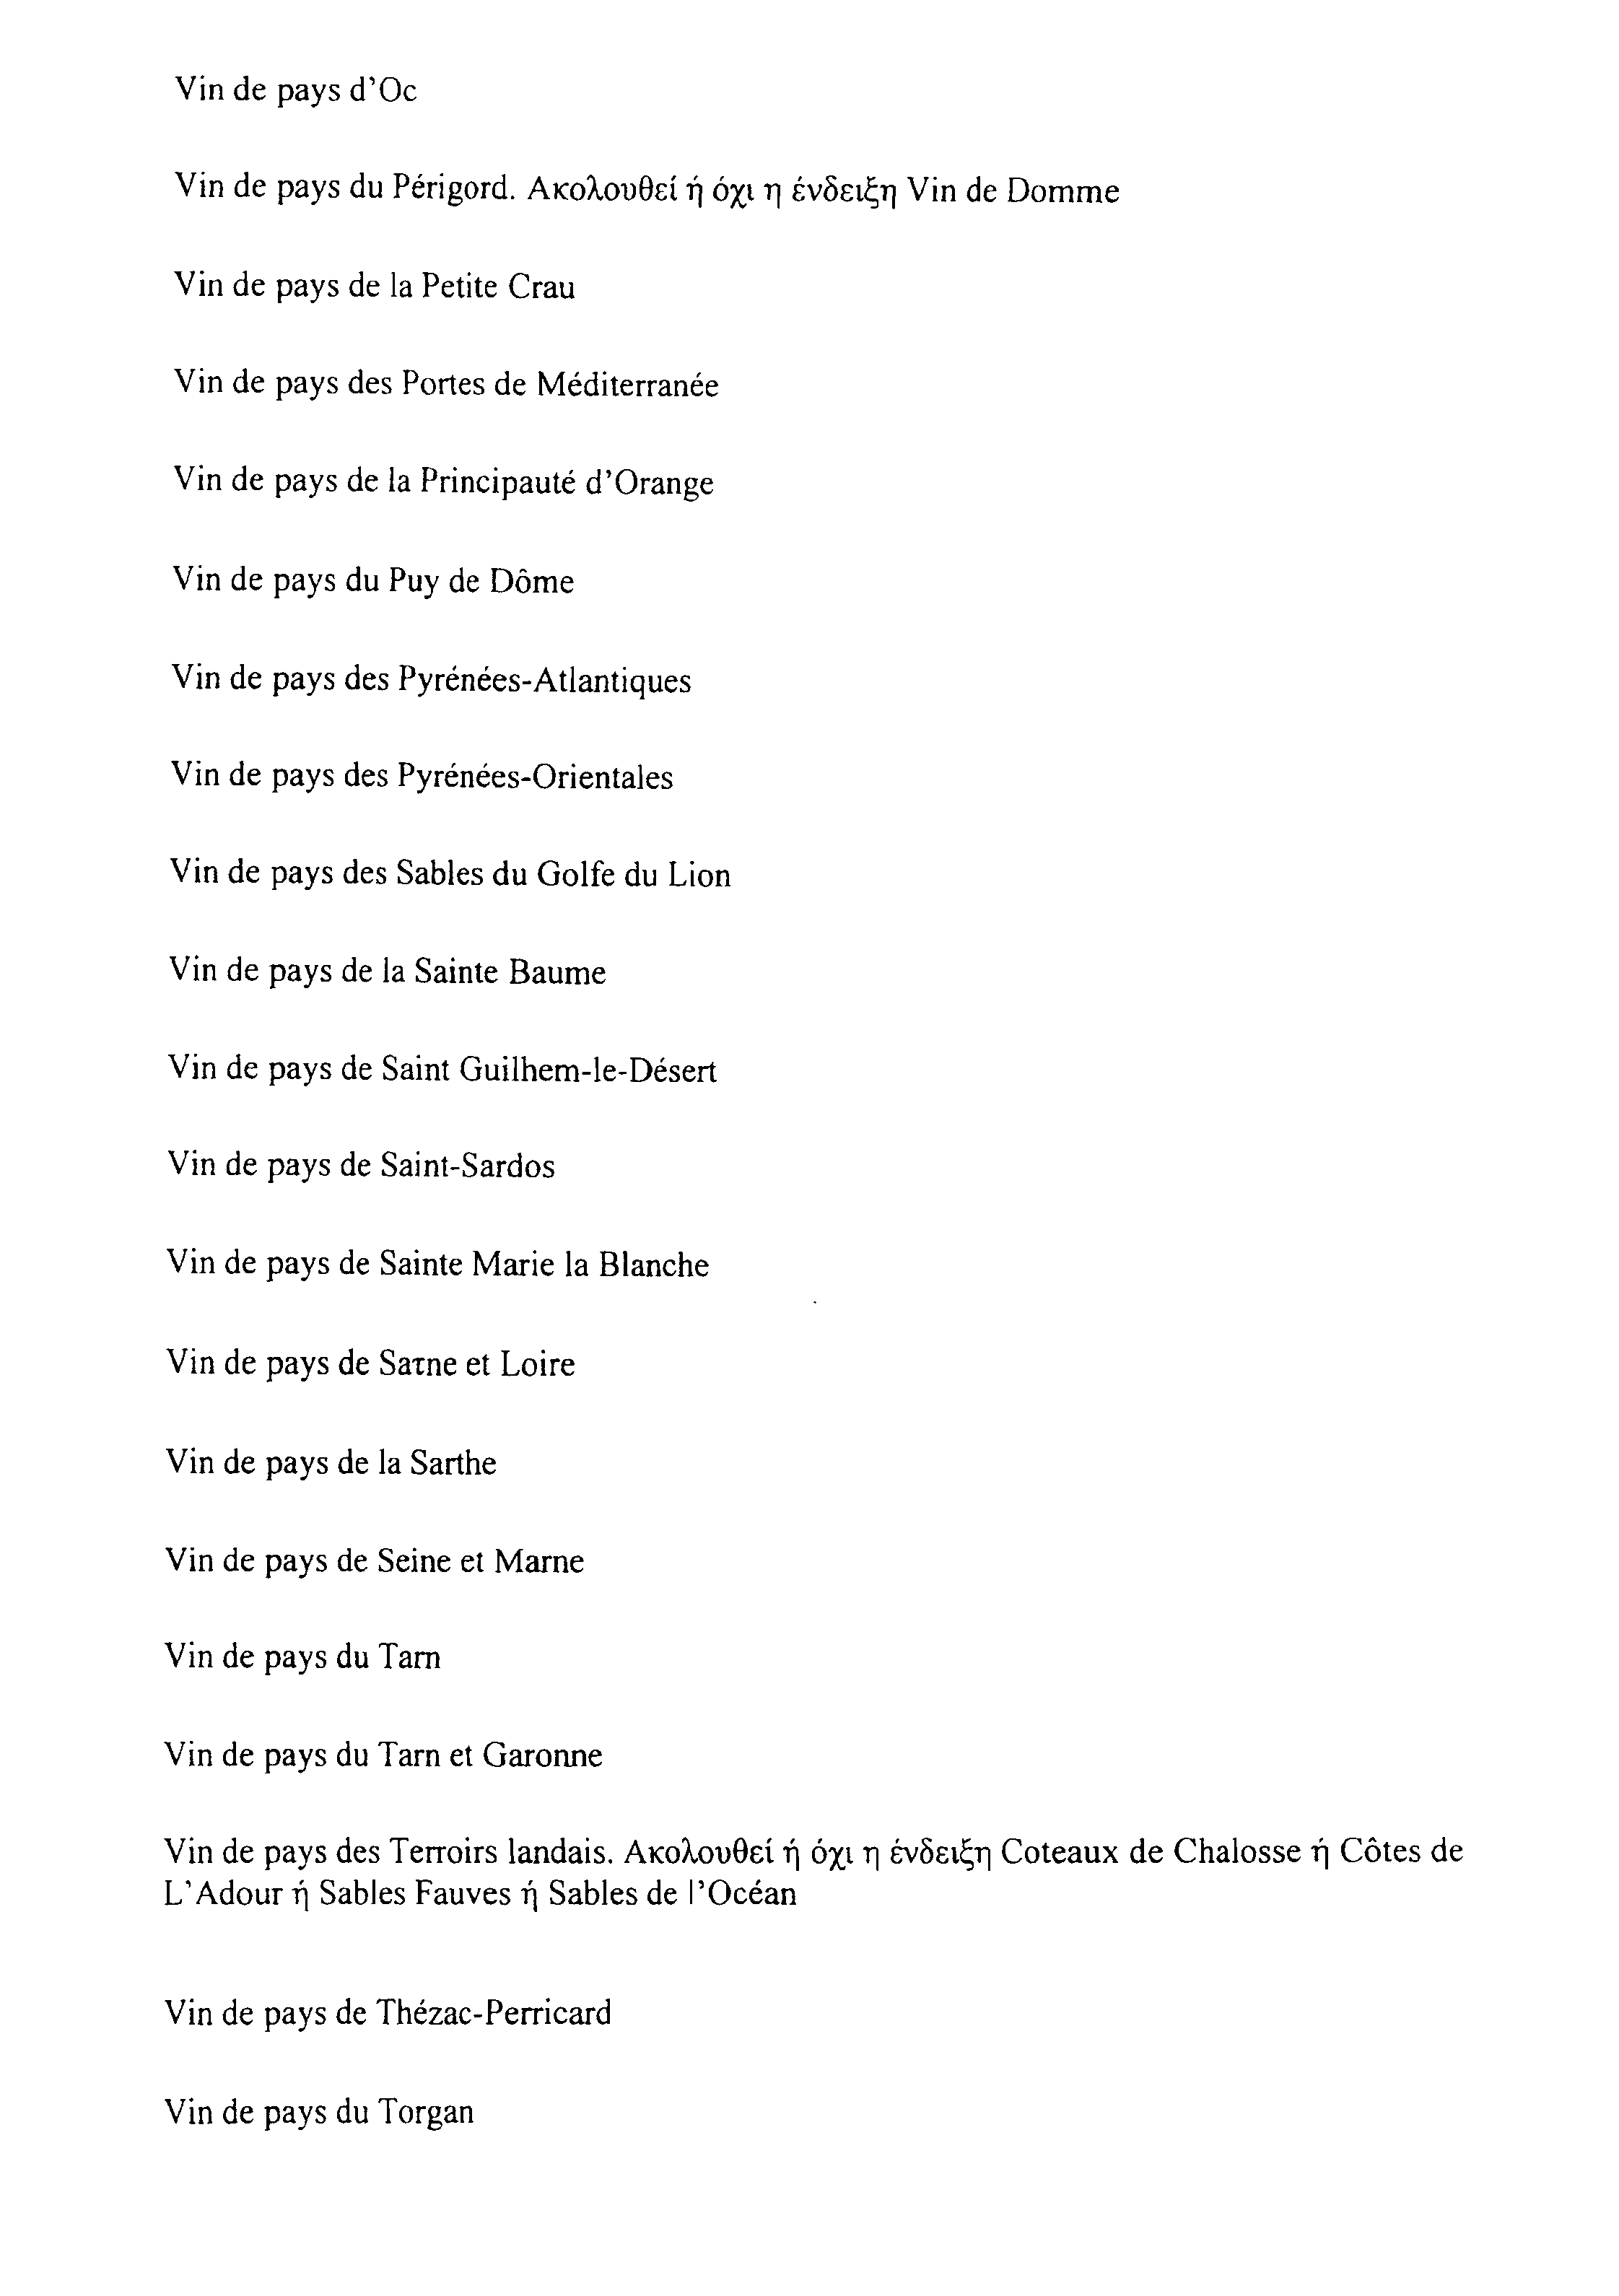 Vin de pays d’Oc
Vin de pays du Périgord. Ακολουθεί ή όχι η ένδειξη Vin de Domme
Vin de pays de la Petite Crau
Vin de pays des Portes de Méditerranée
Vin de pays de la Principauté d’Orange
Vin de pays du Puy de Dôme
Vin de pays des Pyrénées-Atlantiques
Vin de pays des Pyrénées-Orientales
Vin de pays des Sables du Golfe du Lion
Vin de pays de la Sainte Baume
Vin de pays de Saint Guilhem-le-Désert
Vin de pays de Saint-Sardos
Vin de pays de Sainte Marie la Blanche
Vin de pays de Saτne et Loire
Vin de pays de la Sarthe
Vin de pays de Seine et Marne
Vin de pays du Tarn
Vin de pays du Tarn et Garonne
Vin de pays des Terroirs landais. Ακολουθεί ή όχι η ένδειξη Coteaux de Chalosse ή Côtes de
L’Adour ή Sables Fauves ή Sables de l’Océan
Vin de pays de Thézac-Perricard
Vin de pays du Torgan